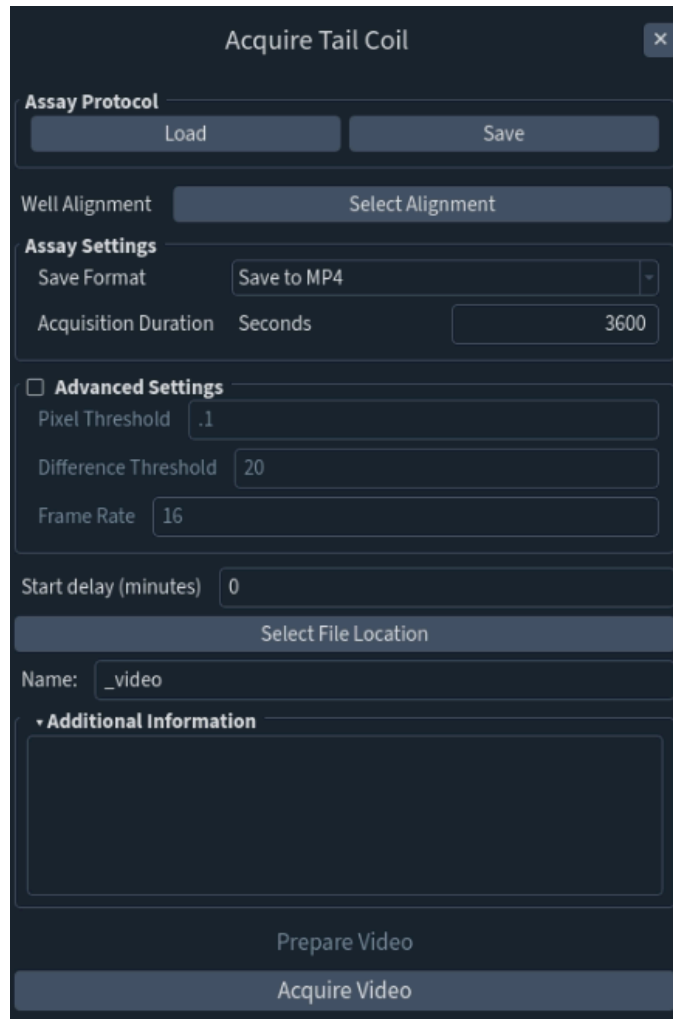 Acquire Tail Coil ×
Assay Protocol
Load Save
Well Alignment Select Alignment
Assay Settings
Save Format Save to MP4
Acquisition Duration Seconds 3600
Advanced Settings
Pixel Threshold .1
Difference Threshold 20
Frame Rate 16
Start delay (minutes) 0
Select File Location
Name: _video
Additional Information
Prepare Video
Acquire Video